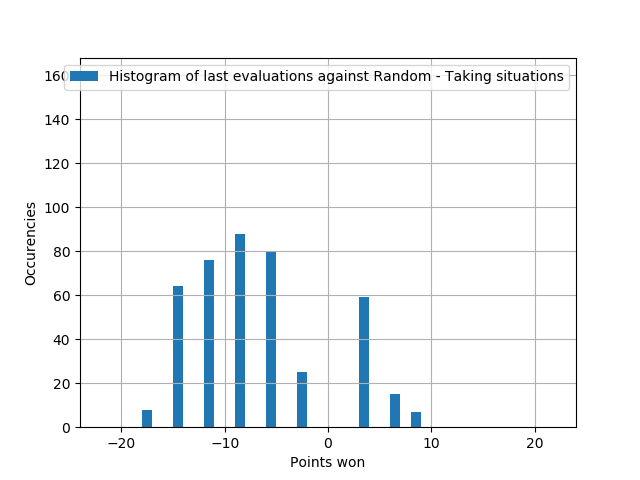 Histogram of last evaluations against Random - Taking situations
160
140
120
100
80
60
40
20
0
Occurencies
−20 −10 0 10 20
Points won